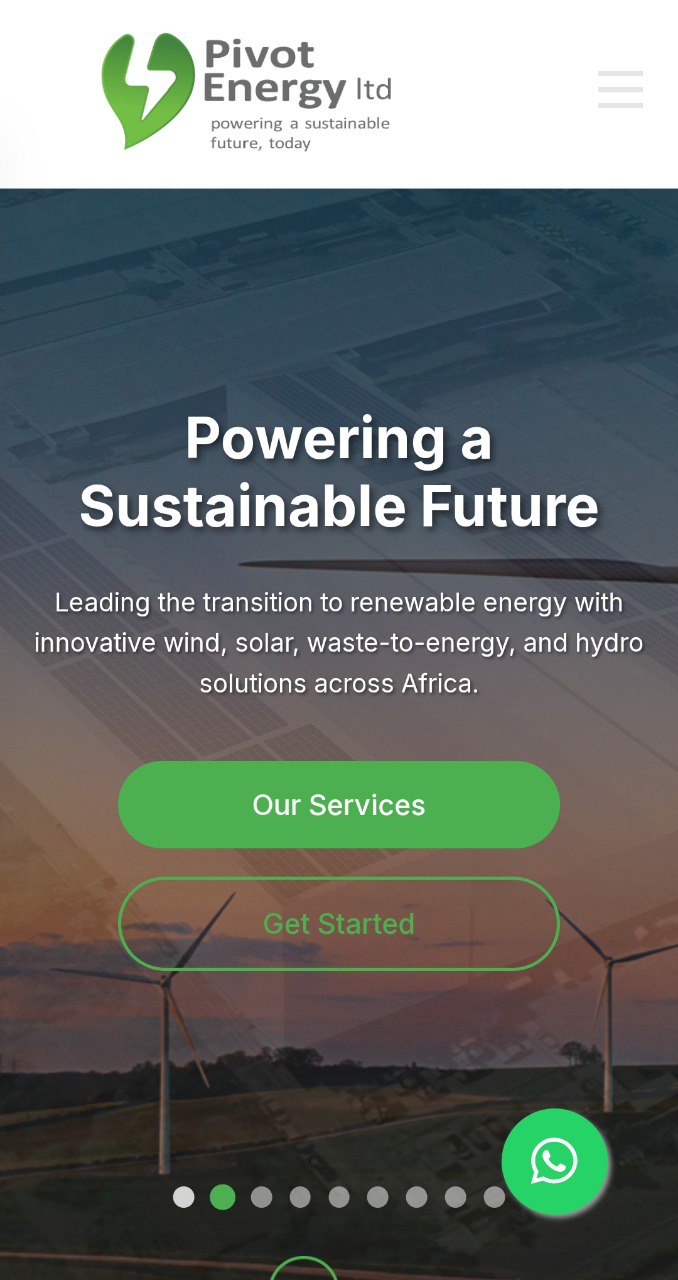 Pivot
Energy ltd
powering a sustainable
future, today
Powering a
Sustainable Future
Leading the transition to renewable energy with
innovative wind, solar, waste-to-energy, and hydro
solutions across Africa.
Our Services
Get Started